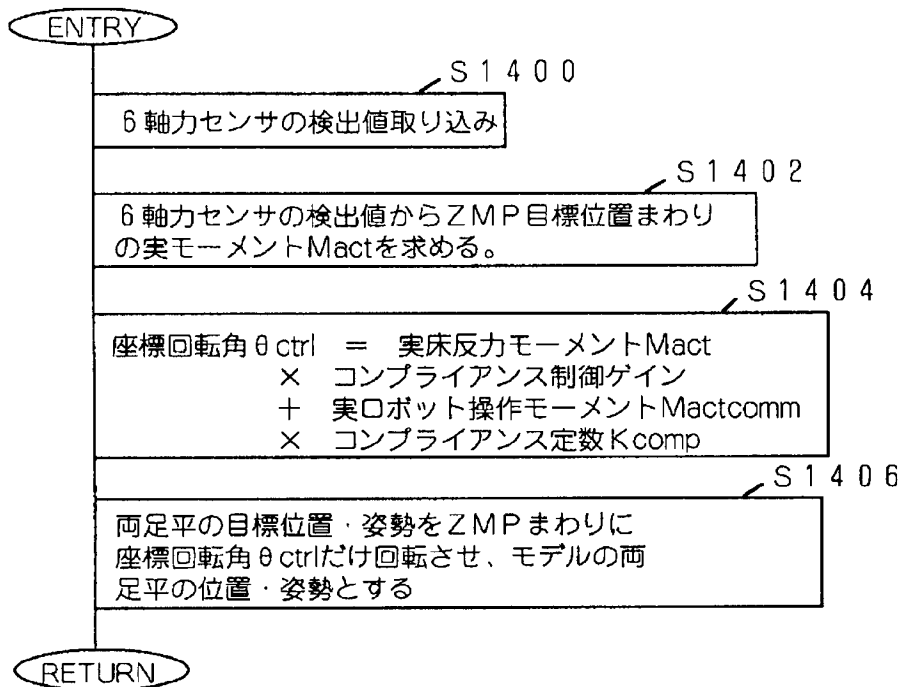 ENTRY
S1400
6軸力センサの検出値取り込み
S1402
6軸力センサの検出値からZMP目標位置まわり
の実モーメントMactを求める。
S1404
座標回転角θctrl = 実床反力モーメントMact
× コンプライアンス制御ゲイン
+ 実ロボット操作モーメントMactcomm
× コンプライアンス定数Kcomp
S1406
両足平の目標位置・姿勢をZMPまわりに
座標回転角θctrlだけ回転させ、モデルの両
足平の位置・姿勢とする
RETURN